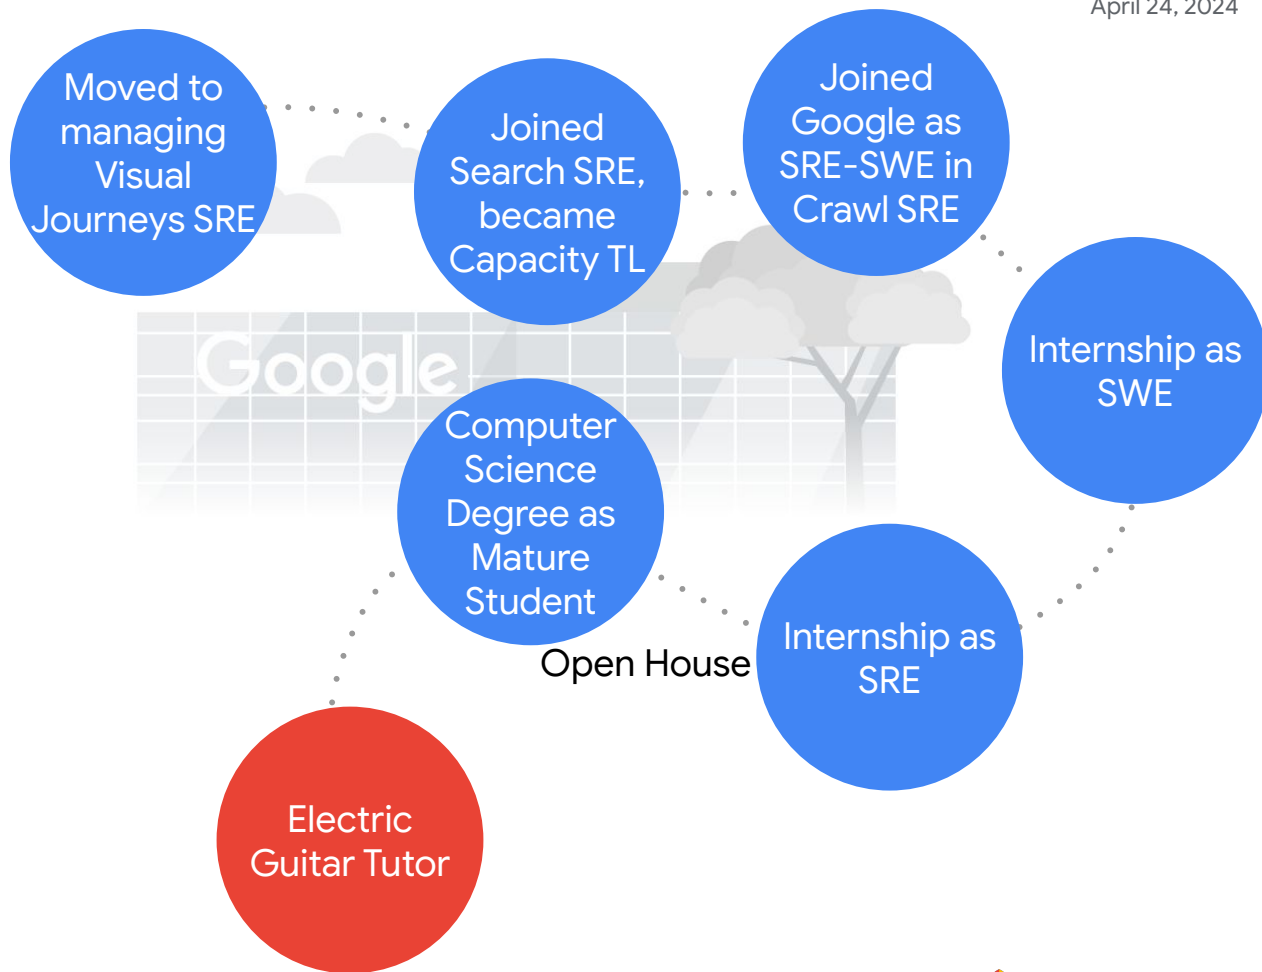 April 24, 2024
Moved to
managing
Visual
Journeys SRE
Joined
Search SRE,
became
Capacity TL
Joined
Google as
SRE-SWE in
Crawl SRE
Internship as
SWE
Google
Computer
Science
Degree as
Mature
Student
Open House
Internship as
SRE
Electric
Guitar Tutor